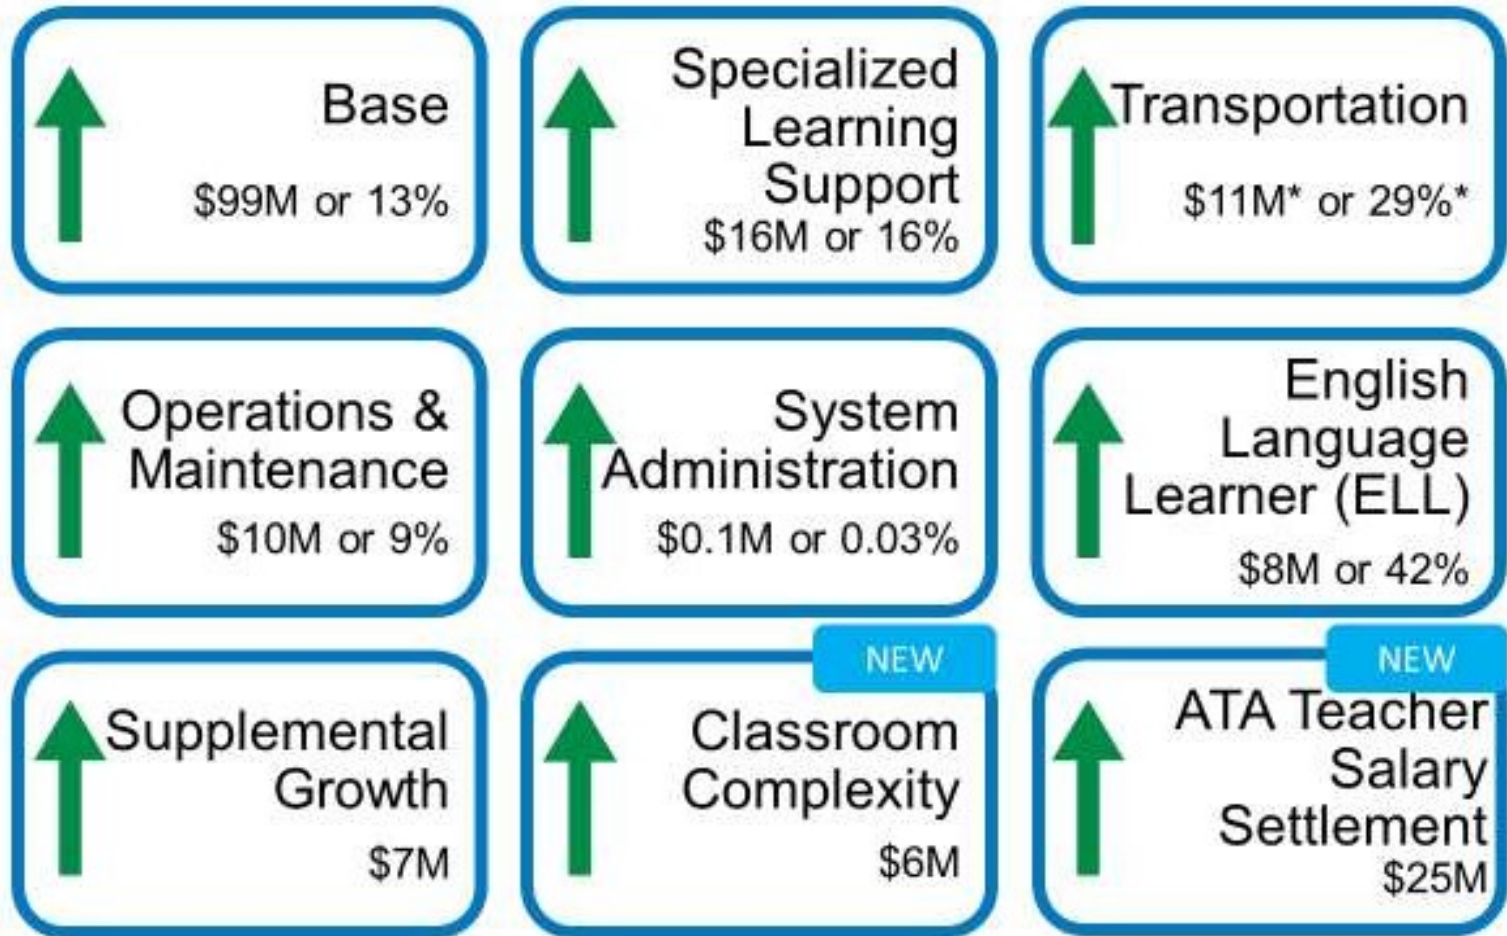 Base
$99M or 13%
Specialized
Learning
Support
$16M or 16%
Transportation
$11M* or 29%*
Operations &
Maintenance
$10M or 9%
System
Administration
$0.1M or 0.03%
English
Language
Learner (ELL)
$8M or 42%
Supplemental
Growth
$7M
NEW
Classroom
Complexity
$6M
NEW
ATA Teacher
Salary
Settlement
$25M